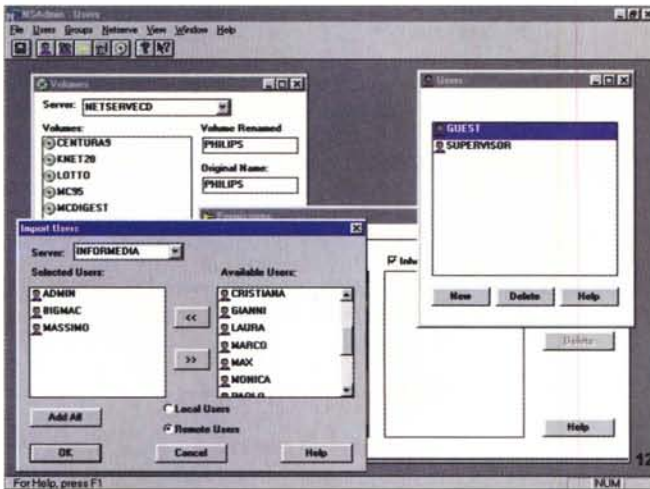 NSAdmin - Users
File Users Groups Netserve View Window Help
Volumes
Server: NETSERVECD
Volumes:
CENTURA9
KNET20
LOTTO
MC95
MCDIGEST
Volume Renamed
PHILIPS
Original Name:
PHILIPS
Users
GUEST
SUPERVISOR
New Delete Help
Import Users
Server: INFORMEDIA
Selected Users:
ADMIN
BIGMAC
MASSIMO
<<
>>
Available Users:
CRISTIANA
GIANNI
LAURA
MARCO
MAX
MONICA
PAOLO
Add All
Local Users
Remote Users
OK Cancel Help
Delete
Help
12
For Help, press F1
NUM